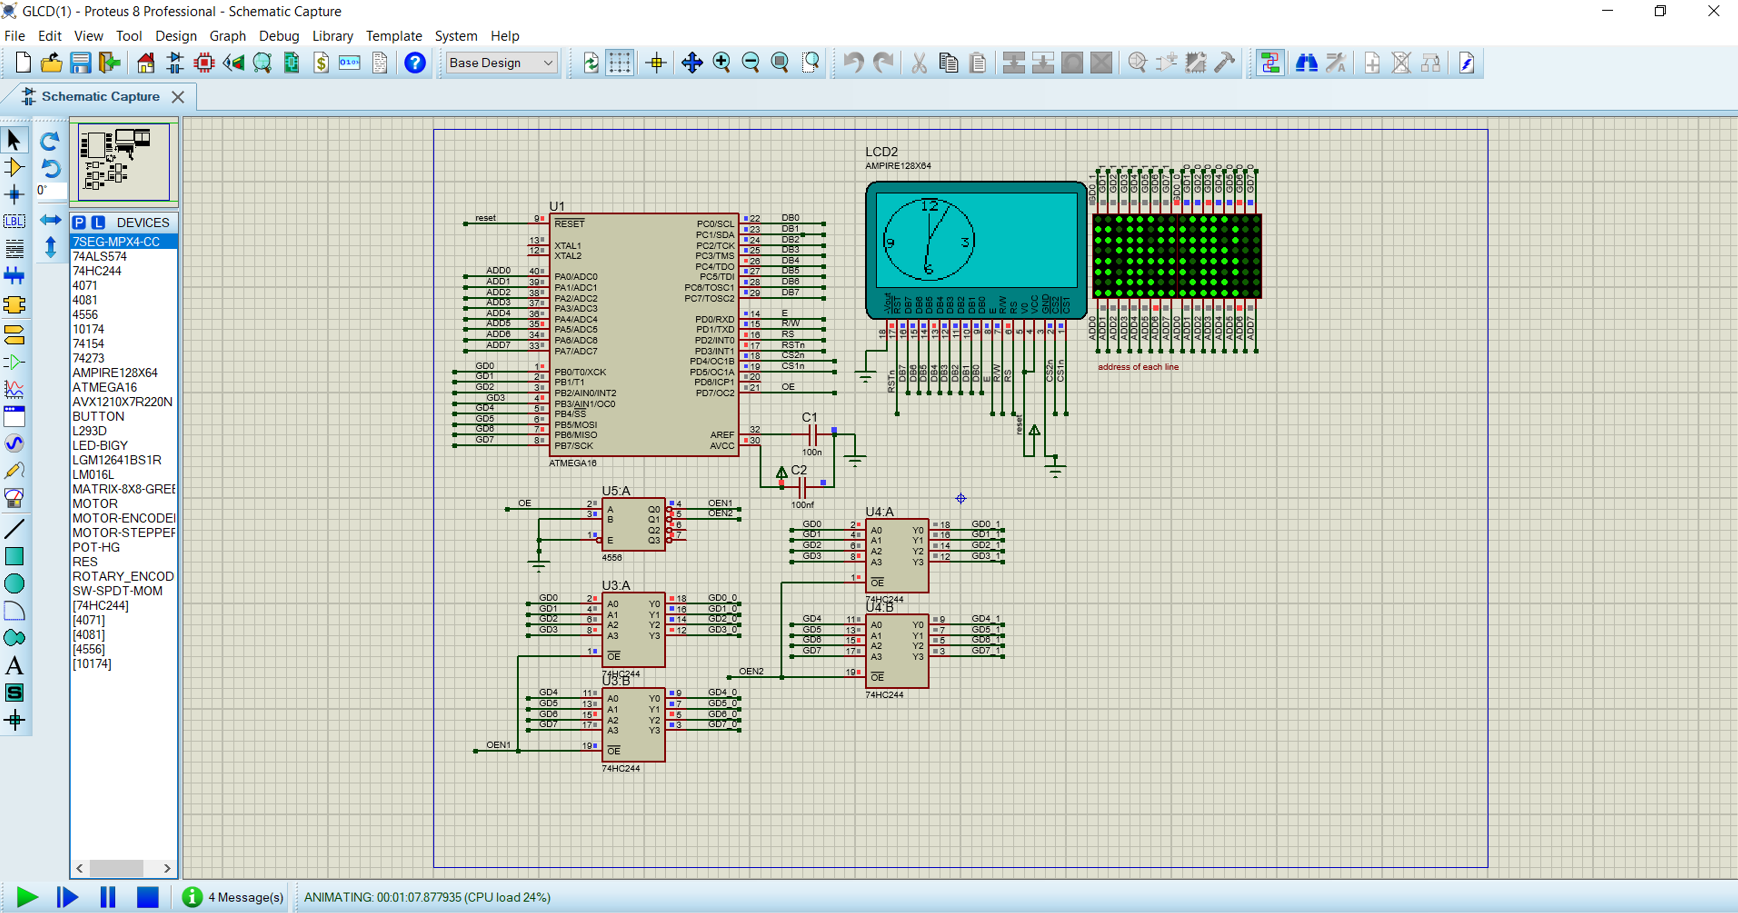 GLCD(1) - Proteus 8 Professional - Schematic Capture
File Edit View Tool Design Graph Debug Library Template System Help
Base Design
Schematic Capture
0°
LBL
P L DEVICES
7SEG-MPX4-CC
74ALS574
74HC244
4071
4081
4556
10174
74154
74273
AMPIRE128X64
ATMEGA16
AVX1210X7R220N
BUTTON
L293D
LED-BIGY
LGM12641BS1R
LM016L
MATRIX-8X8-GREE
MOTOR
MOTOR-ENCODE
MOTOR-STEPPER
POT-HG
RES
ROTARY_ENCOD
SW-SPDT-MOM
[74HC244]
[4071]
[4081]
[4556]
[10174]
U1
reset 9 RESET
13 XTAL1
12 XTAL2
ADD0 40 PA0/ADC0
ADD1 39 PA1/ADC1
ADD2 38 PA2/ADC2
ADD3 37 PA3/ADC3
ADD4 36 PA4/ADC4
ADD5 35 PA5/ADC5
ADD6 34 PA6/ADC6
ADD7 33 PA7/ADC7
GD0 1 PB0/T0/XCK
GD1 2 PB1/T1
GD2 3 PB2/AIN0/INT2
GD3 4 PB3/AIN1/OC0
GD4 5 PB4/SS
GD5 6 PB5/MOSI
GD6 7 PB6/MISO
GD7 8 PB7/SCK
PC0/SCL 22 DB0
PC1/SDA 23 DB1
PC2/TCK 24 DB2
PC3/TMS 25 DB3
PC4/TDO 26 DB4
PC5/TDI 27 DB5
PC6/TOSC1 28 DB6
PC7/TOSC2 29 DB7
PD0/RXD 14 E
PD1/TXD 15 R/W
PD2/INT0 16 RS
PD3/INT1 17 RSTn
PD4/OC1B 18 CS2n
PD5/OC1A 19 CS1n
PD6/ICP1 20
PD7/OC2 21 OE
AREF 32
AVCC 30
ATMEGA16
C1
100n
C2
100nf
LCD2
AMPIRE128X64
12
9 3
6
-Vout RST DB7 DB6 DB5 DB4 DB3 DB2 DB1 DB0 E R/W RS V0 VCC GND CS2 CS1
18 17 16 15 14 13 12 11 10 9 8 7 6 5 4 3 2 1
RSTn DB7 DB6 DB5 DB4 DB3 DB2 DB1 DB0 E R/W RS CS2n CS1n
reset
GD0_1 GD1_1 GD2_1 GD3_1 GD4_1 GD5_1 GD6_1 GD7_1 GD0_0 GD1_0 GD2_0 GD3_0 GD4_0 GD5_0 GD6_0 GD7_0
ADD0 ADD1 ADD2 ADD3 ADD4 ADD5 ADD6 ADD7 ADD0 ADD1 ADD2 ADD3 ADD4 ADD5 ADD6 ADD7
address of each line
U5:A
OE 2 A Q0 4 OEN1
3 B Q1 5 OEN2
Q2 6
1 E Q3 7
4556
U3:A
GD0 2 A0 Y0 18 GD0_0
GD1 4 A1 Y1 16 GD1_0
GD2 6 A2 Y2 14 GD2_0
GD3 8 A3 Y3 12 GD3_0
1 OE
74HC244
U3:B
GD4 11 A0 Y0 9 GD4_0
GD5 13 A1 Y1 7 GD5_0
GD6 15 A2 Y2 5 GD6_0
GD7 17 A3 Y3 3 GD7_0
OEN1 19 OE
74HC244
U4:A
GD0 2 A0 Y0 18 GD0_1
GD1 4 A1 Y1 16 GD1_1
GD2 6 A2 Y2 14 GD2_1
GD3 8 A3 Y3 12 GD3_1
1 OE
74HC244
U4:B
GD4 11 A0 Y0 9 GD4_1
GD5 13 A1 Y1 7 GD5_1
GD6 15 A2 Y2 5 GD6_1
GD7 17 A3 Y3 3 GD7_1
OEN2 19 OE
74HC244
4 Message(s) ANIMATING: 00:01:07.877935 (CPU load 24%)